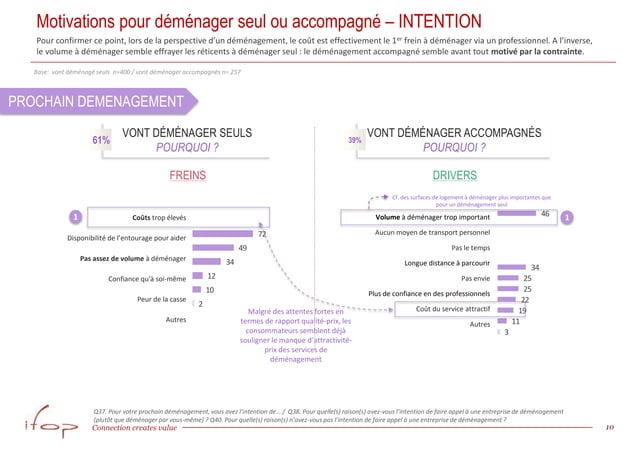 Motivations pour déménager seul ou accompagné – INTENTION
Pour confirmer ce point, lors de la perspective d'un déménagement, le coût est effectivement le 1er frein à déménager via un professionnel. A l'inverse,
le volume à déménager semble effrayer les réticents à déménager seul : le déménagement accompagné semble avant tout motivé par la contrainte.
Base: vont déménagé seuls n=400 / vont déménager accompagnés n= 257
PROCHAIN DEMENAGEMENT
61%
VONT DÉMÉNAGER SEULS
POURQUOI ?
39%
VONT DÉMÉNAGER ACCOMPAGNÉS
POURQUOI ?
FREINS
DRIVERS
Cf. des surfaces de logement à déménager plus importantes que
pour un déménagement seul
1
Coûts trop élevés
72
Disponibilité de l'entourage pour aider
49
Pas assez de volume à déménager
34
Confiance qu'à soi-même
12
10
Peur de la casse
2
Autres
Volume à déménager trop important
46
1
Aucun moyen de transport personnel
Pas le temps
Longue distance à parcourir
34
Pas envie
25
25
Plus de confiance en des professionnels
22
Coût du service attractif
19
Autres
11
3
Malgré des attentes fortes en
termes de rapport qualité-prix, les
consommateurs semblent déjà
souligner le manque d'attractivité-
prix des services de
déménagement
Q37. Pour votre prochain déménagement, vous avez l'intention de... / Q38. Pour quelle(s) raison(s) avez-vous l'intention de faire appel à une entreprise de déménagement
(plutôt que déménager par vous-même) ? Q40. Pour quelle(s) raison(s) n'avez-vous pas l'intention de faire appel à une entreprise de déménagement ?
ifop
Connection creates value
10